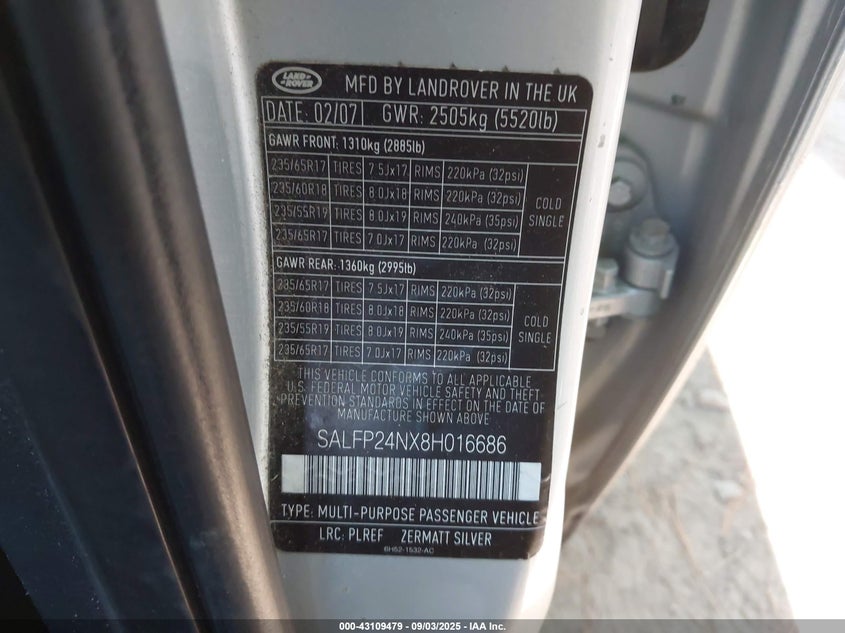 LAND ROVER
MFD BY LANDROVER IN THE UK
DATE: 02/07 GWR: 2505kg (5520lb)
GAWR FRONT: 1310kg (2885lb)
235/65R17 TIRES 7.5Jx17 RIMS 220kPa (32psi)
235/60R18 TIRES 8.0Jx18 RIMS 220kPa (32psi)
235/55R19 TIRES 8.0Jx19 RIMS 240kPa (35psi)
235/65R17 TIRES 7.0Jx17 RIMS 220kPa (32psi)
COLD
SINGLE
GAWR REAR: 1360kg (2995lb)
235/65R17 TIRES 7.5Jx17 RIMS 220kPa (32psi)
235/60R18 TIRES 8.0Jx18 RIMS 220kPa (32psi)
235/55R19 TIRES 8.0Jx19 RIMS 240kPa (35psi)
235/65R17 TIRES 7.0Jx17 RIMS 220kPa (32psi)
COLD
SINGLE
THIS VEHICLE CONFORMS TO ALL APPLICABLE
U.S. FEDERAL MOTOR VEHICLE SAFETY AND THEFT
PREVENTION STANDARDS IN EFFECT ON THE DATE OF
MANUFACTURE SHOWN ABOVE
SALFP24NX8H016686
TYPE: MULTI-PURPOSE PASSENGER VEHICLE
LRC: PLREF ZERMATT SILVER
6H52-1532-AC
000-43109479 - 09/03/2025 - IAA Inc.